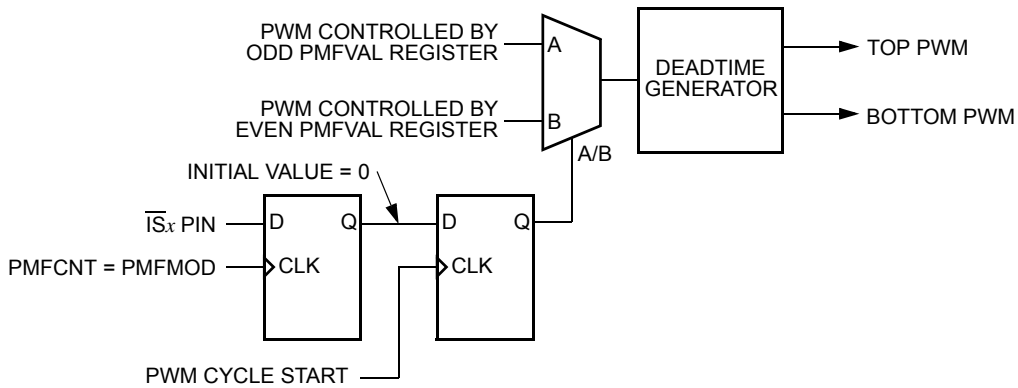 PWM CONTROLLED BY
ODD PMFVAL REGISTER
A
DEADTIME
GENERATOR
TOP PWM
PWM CONTROLLED BY
EVEN PMFVAL REGISTER
B
BOTTOM PWM
A/B
INITIAL VALUE = 0
ISx PIN
D
Q
D
Q
PMFCNT = PMFMOD
CLK
CLK
PWM CYCLE START